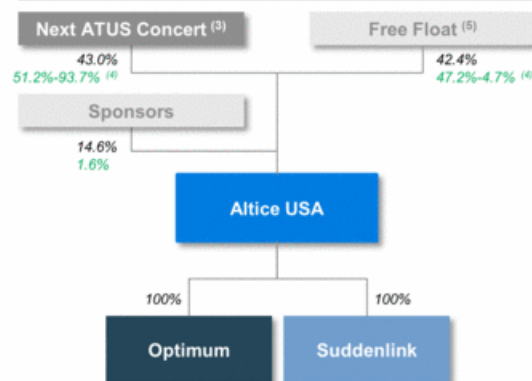 Next ATUS Concert (3)
Free Float (5)
43.0%
51.2%-93.7% (4)
42.4%
47.2%-4.7% (4)
Sponsors
14.6%
1.6%
Altice USA
100%
100%
Optimum
Suddenlink